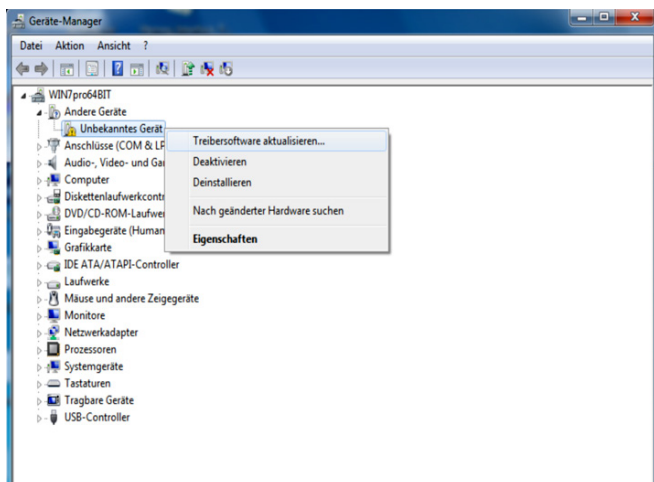 Geräte-Manager
Datei Aktion Ansicht ?
WIN7pro64BIT
Andere Geräte
Unbekanntes Gerät
Treibersoftware aktualisieren...
Deaktivieren
Deinstallieren
Nach geänderter Hardware suchen
Eigenschaften
Anschlüsse (COM & LP
Audio-, Video- und Ga
Computer
Diskettenlaufwerkcontr
DVD/CD-ROM-Laufwe
Eingabegeräte (Human
Grafikkarte
IDE ATA/ATAPI-Controller
Laufwerke
Mäuse und andere Zeigegeräte
Monitore
Netzwerkadapter
Prozessoren
Systemgeräte
Tastaturen
Tragbare Geräte
USB-Controller